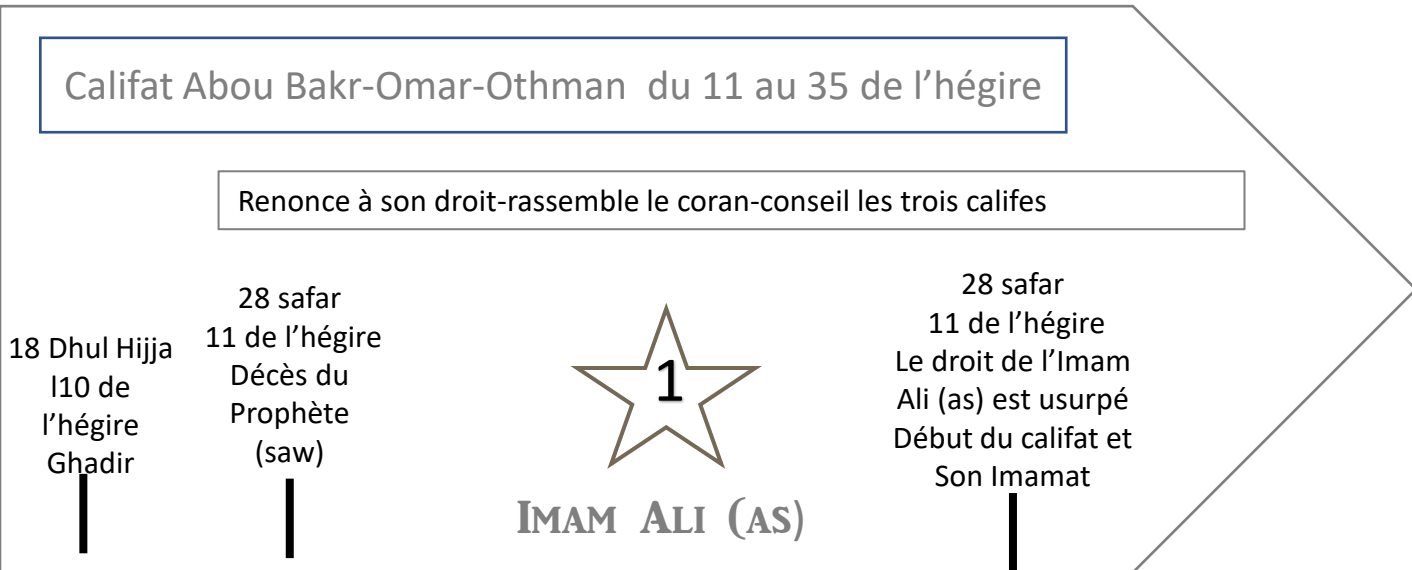 Califat Abou Bakr-Omar-Othman du 11 au 35 de l’hégire
Renonce à son droit-rassemble le coran-conseil les trois califes
18 Dhul Hijja
l10 de
l’hégire
Ghadir
28 safar
11 de l’hégire
Décès du
Prophète
(saw)
1
Imam Ali (as)
28 safar
11 de l’hégire
Le droit de l’Imam
Ali (as) est usurpé
Début du califat et
Son Imamat